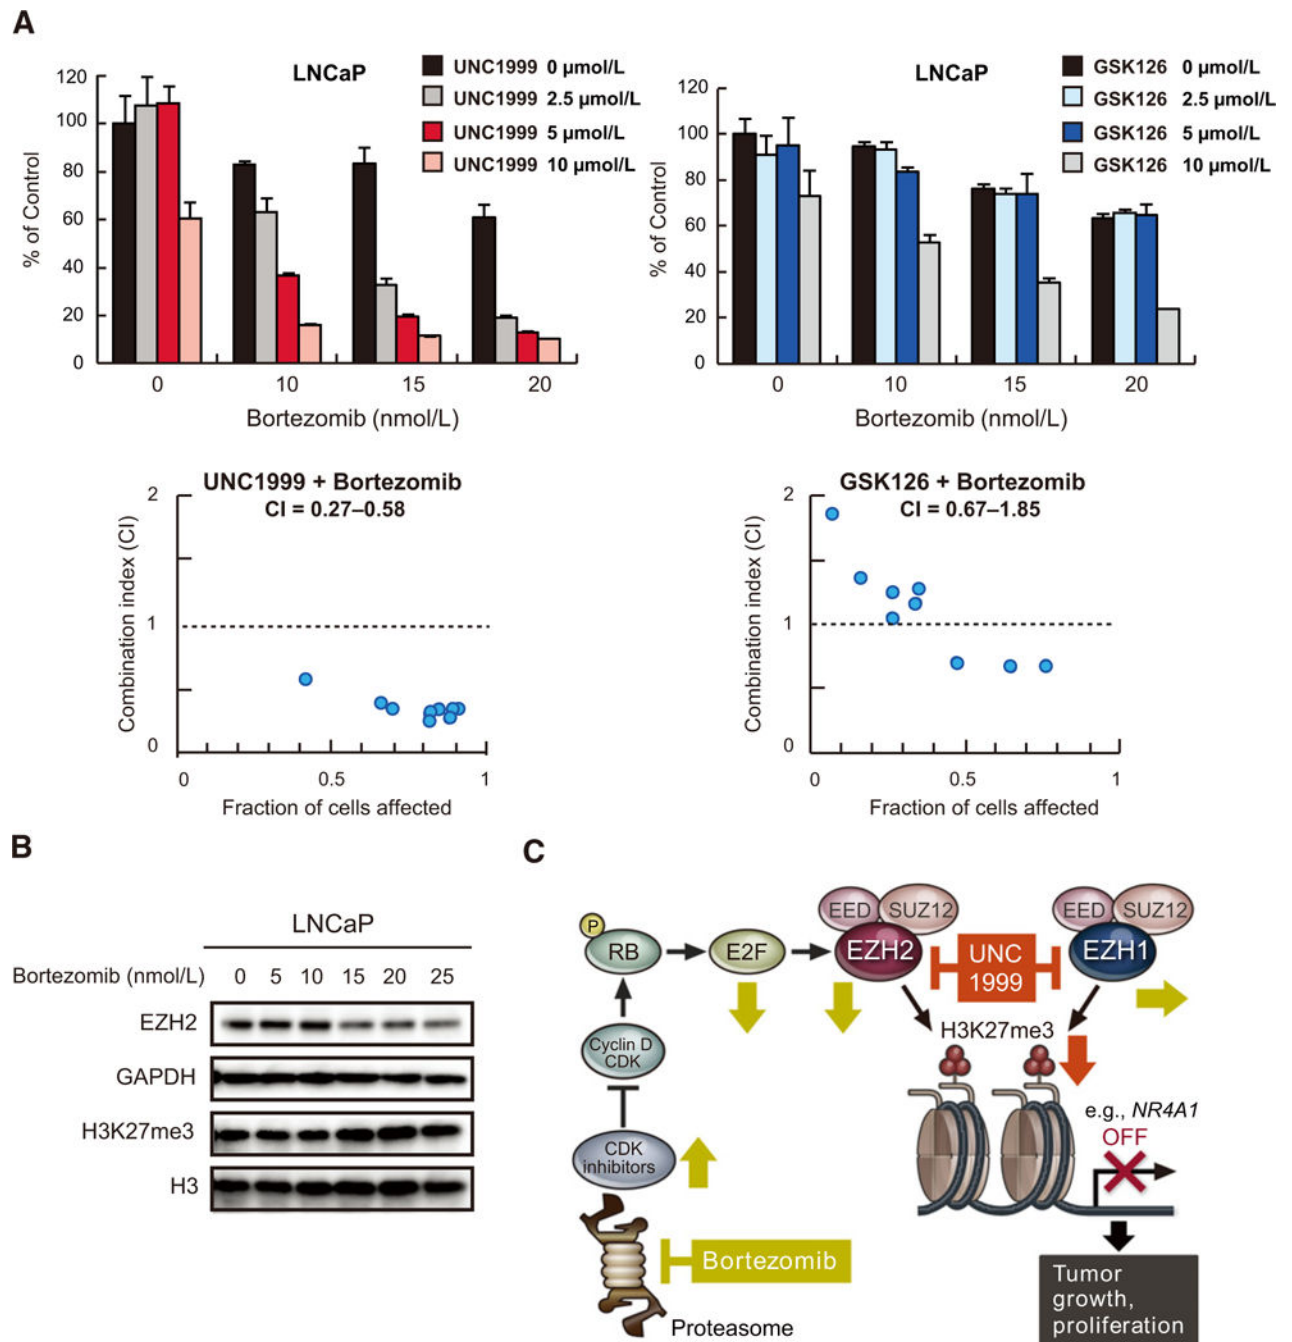 A
LNCaP
UNC1999 0 μmol/L
UNC1999 2.5 μmol/L
UNC1999 5 μmol/L
UNC1999 10 μmol/L
% of Control
120
100
80
60
40
20
0
0 10 15 20
Bortezomib (nmol/L)
LNCaP
GSK126 0 μmol/L
GSK126 2.5 μmol/L
GSK126 5 μmol/L
GSK126 10 μmol/L
% of Control
120
100
80
60
40
20
0
0 10 15 20
Bortezomib (nmol/L)
UNC1999 + Bortezomib
CI = 0.27–0.58
Combination index (CI)
2
1
0
0 0.5 1
Fraction of cells affected
GSK126 + Bortezomib
CI = 0.67–1.85
Combination index (CI)
2
1
0
0 0.5 1
Fraction of cells affected
B
LNCaP
Bortezomib (nmol/L) 0 5 10 15 20 25
EZH2
GAPDH
H3K27me3
H3
C
EED SUZ12
EZH2
EED SUZ12
EZH1
P
RB
E2F
UNC
1999
Cyclin D
CDK
H3K27me3
CDK
inhibitors
e.g., NR4A1
OFF
Bortezomib
Proteasome
Tumor
growth,
proliferation